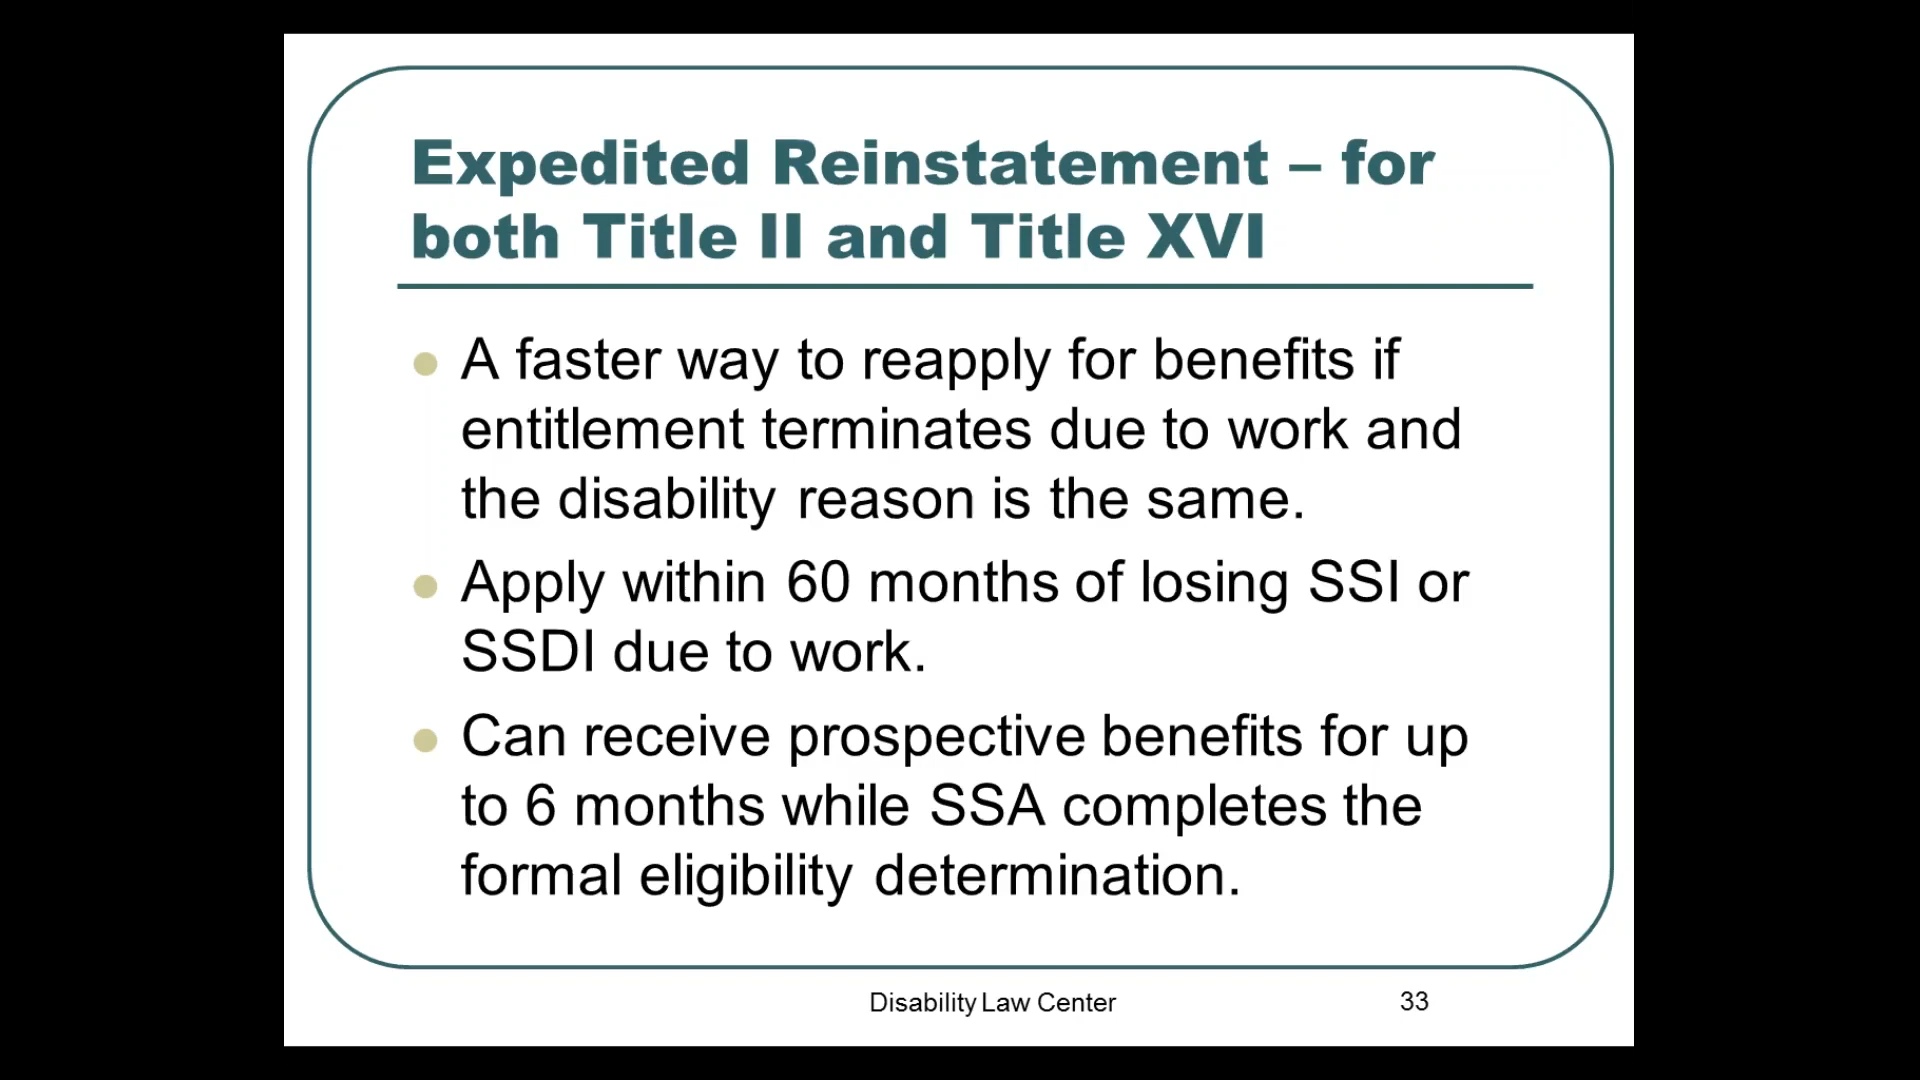 Expedited Reinstatement – for
both Title II and Title XVI
A faster way to reapply for benefits if
entitlement terminates due to work and
the disability reason is the same.
Apply within 60 months of losing SSI or
SSDI due to work.
Can receive prospective benefits for up
to 6 months while SSA completes the
formal eligibility determination.
Disability Law Center
33